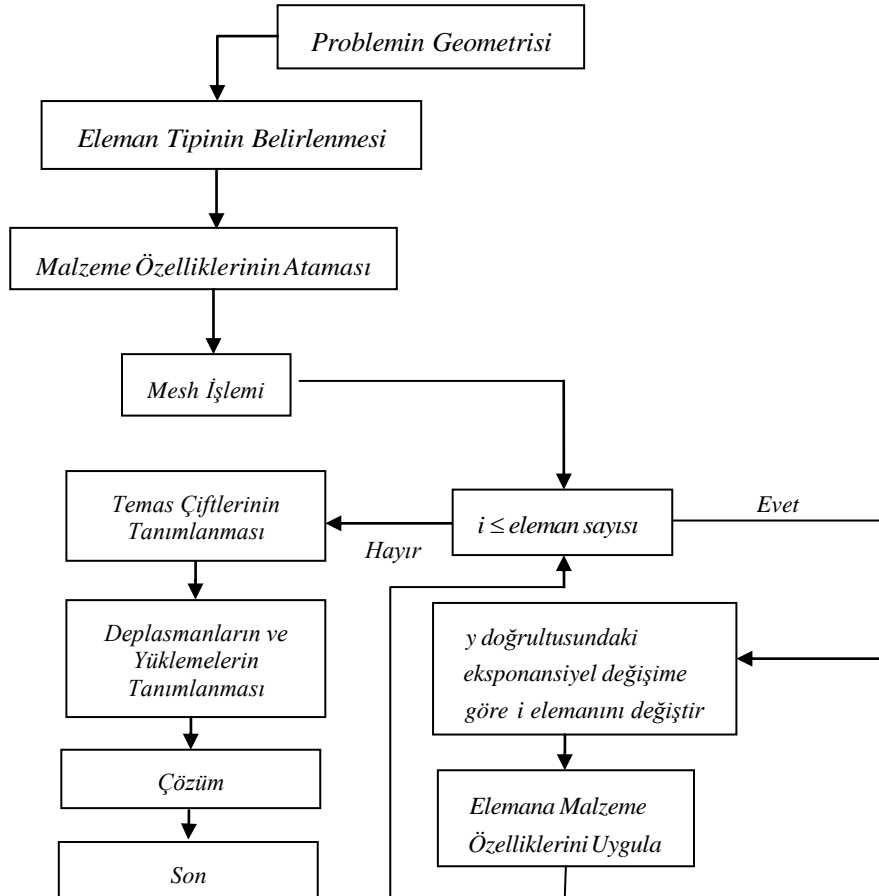 Problemin Geometrisi
Eleman Tipinin Belirlenmesi
Malzeme Özelliklerinin Ataması
Mesh İşlemi
Temas Çiftlerinin
Tanımlanması
i ≤ eleman sayısı
Evet
Hayır
Deplasmanların ve
Yüklemelerin
Tanımlanması
y doğrultusundaki
eksponansiyel değişime
göre i elemanını değiştir
Çözüm
Elemana Malzeme
Özelliklerini Uygula
Son